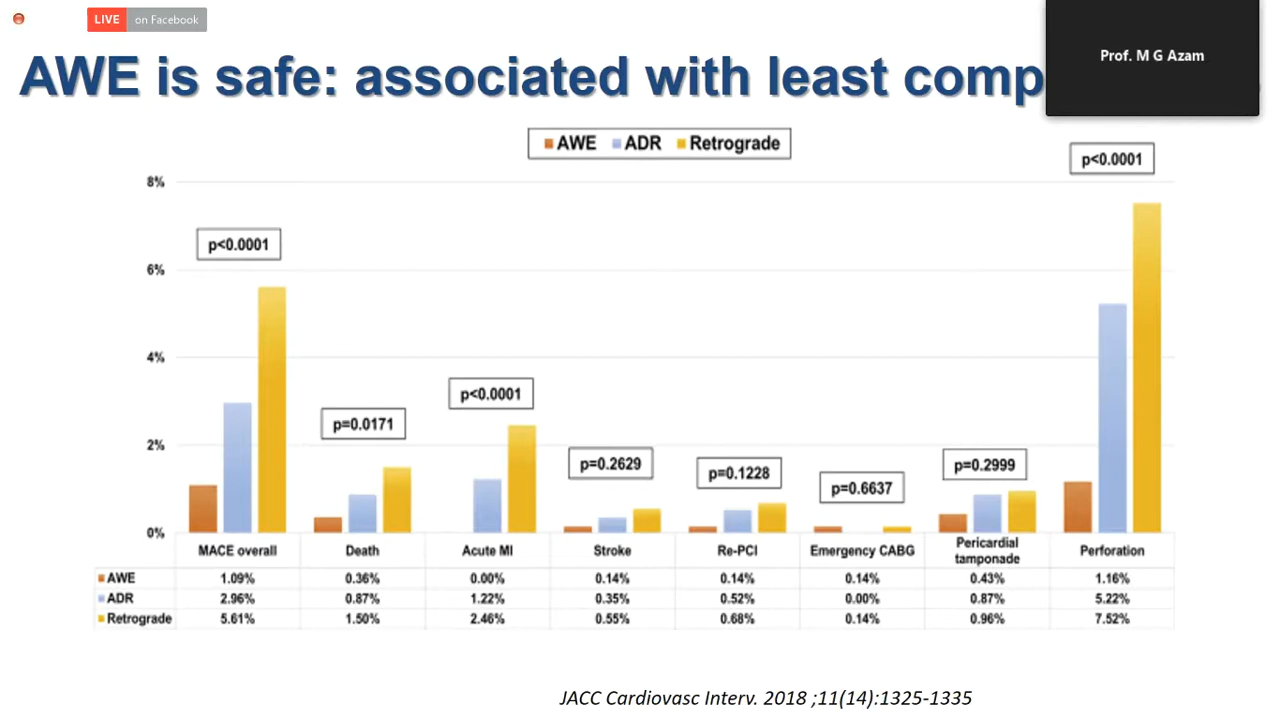 LIVE on Facebook
Prof. M G Azam
AWE is safe: associated with least comp
AWE ADR Retrograde
p<0.0001
8%
p<0.0001
6%
4%
p<0.0001
p=0.0171
2%
p=0.2629
p=0.1228
p=0.6637
p=0.2999
0%
MACE overall Death Acute MI Stroke Re-PCI Emergency CABG Pericardial tamponade Perforation
AWE 1.09% 0.36% 0.00% 0.14% 0.14% 0.14% 0.43% 1.16%
ADR 2.96% 0.87% 1.22% 0.35% 0.52% 0.00% 0.87% 5.22%
Retrograde 5.61% 1.50% 2.46% 0.55% 0.68% 0.14% 0.96% 7.52%
JACC Cardiovasc Interv. 2018 ;11(14):1325-1335